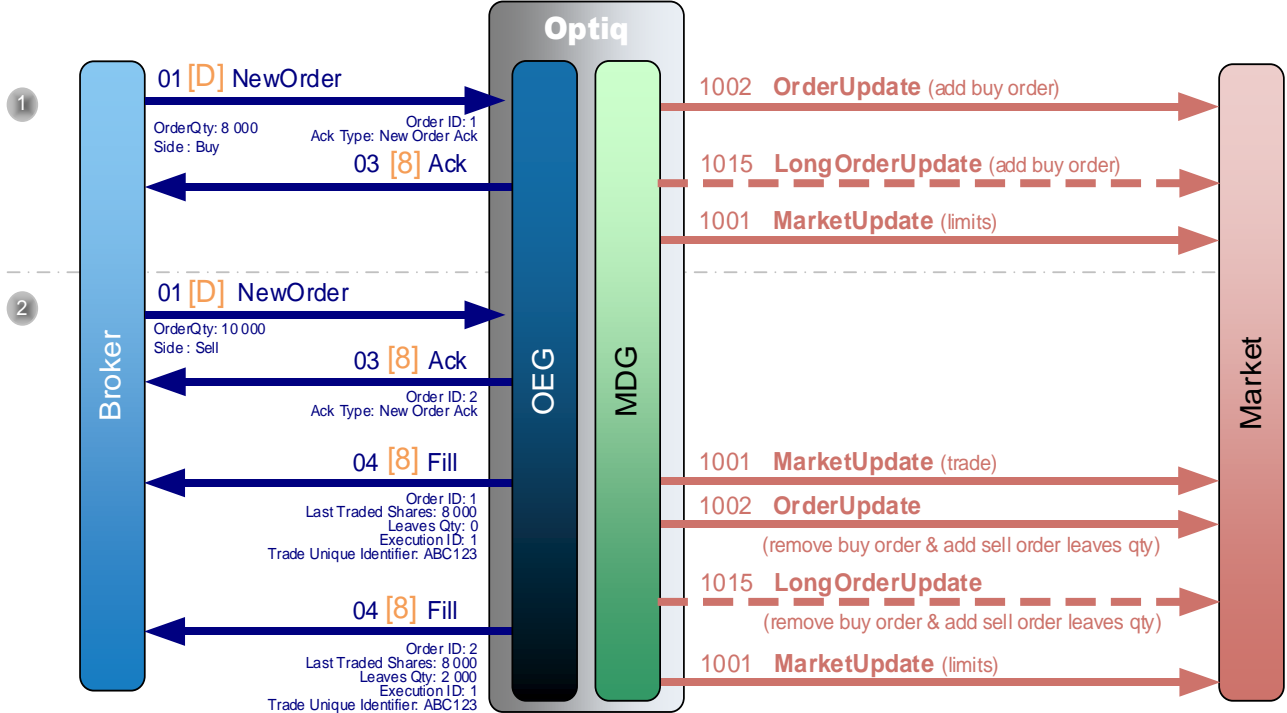 Optiq
1
01 [D] NewOrder
OrderQty: 8 000
Side : Buy
Order ID: 1
Ack Type: New Order Ack
03 [8] Ack
1002 OrderUpdate (add buy order)
1015 LongOrderUpdate (add buy order)
1001 MarketUpdate (limits)
2
01 [D] NewOrder
OrderQty: 10 000
Side : Sell
03 [8] Ack
Order ID: 2
Ack Type: New Order Ack
04 [8] Fill
Order ID: 1
Last Traded Shares: 8 000
Leaves Qty: 0
Execution ID: 1
Trade Unique Identifier: ABC123
04 [8] Fill
Order ID: 2
Last Traded Shares: 8 000
Leaves Qty: 2 000
Execution ID: 1
Trade Unique Identifier: ABC123
1001 MarketUpdate (trade)
1002 OrderUpdate
(remove buy order & add sell order leaves qty)
1015 LongOrderUpdate
(remove buy order & add sell order leaves qty)
1001 MarketUpdate (limits)
Broker
OEG
MDG
Market